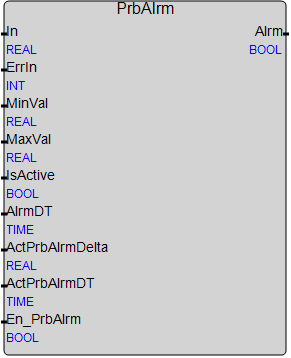 PrbAlrm
In Alrm
REAL BOOL
ErrIn
INT
MinVal
REAL
MaxVal
REAL
IsActive
BOOL
AlrmDT
TIME
ActPrbAlrmDelta
REAL
ActPrbAlrmDT
TIME
En_PrbAlrm
BOOL